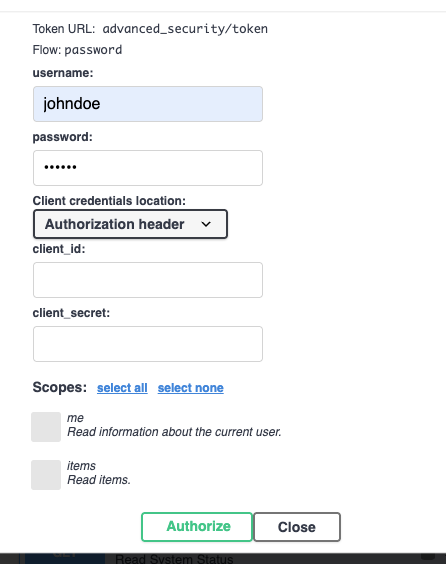 Token URL: advanced_security/token
Flow: password
username:
johndoe
password:
••••••
Client credentials location:
Authorization header
client_id:
client_secret:
Scopes: select all select none
me
Read information about the current user.
items
Read items.
Authorize Close
Read System Status